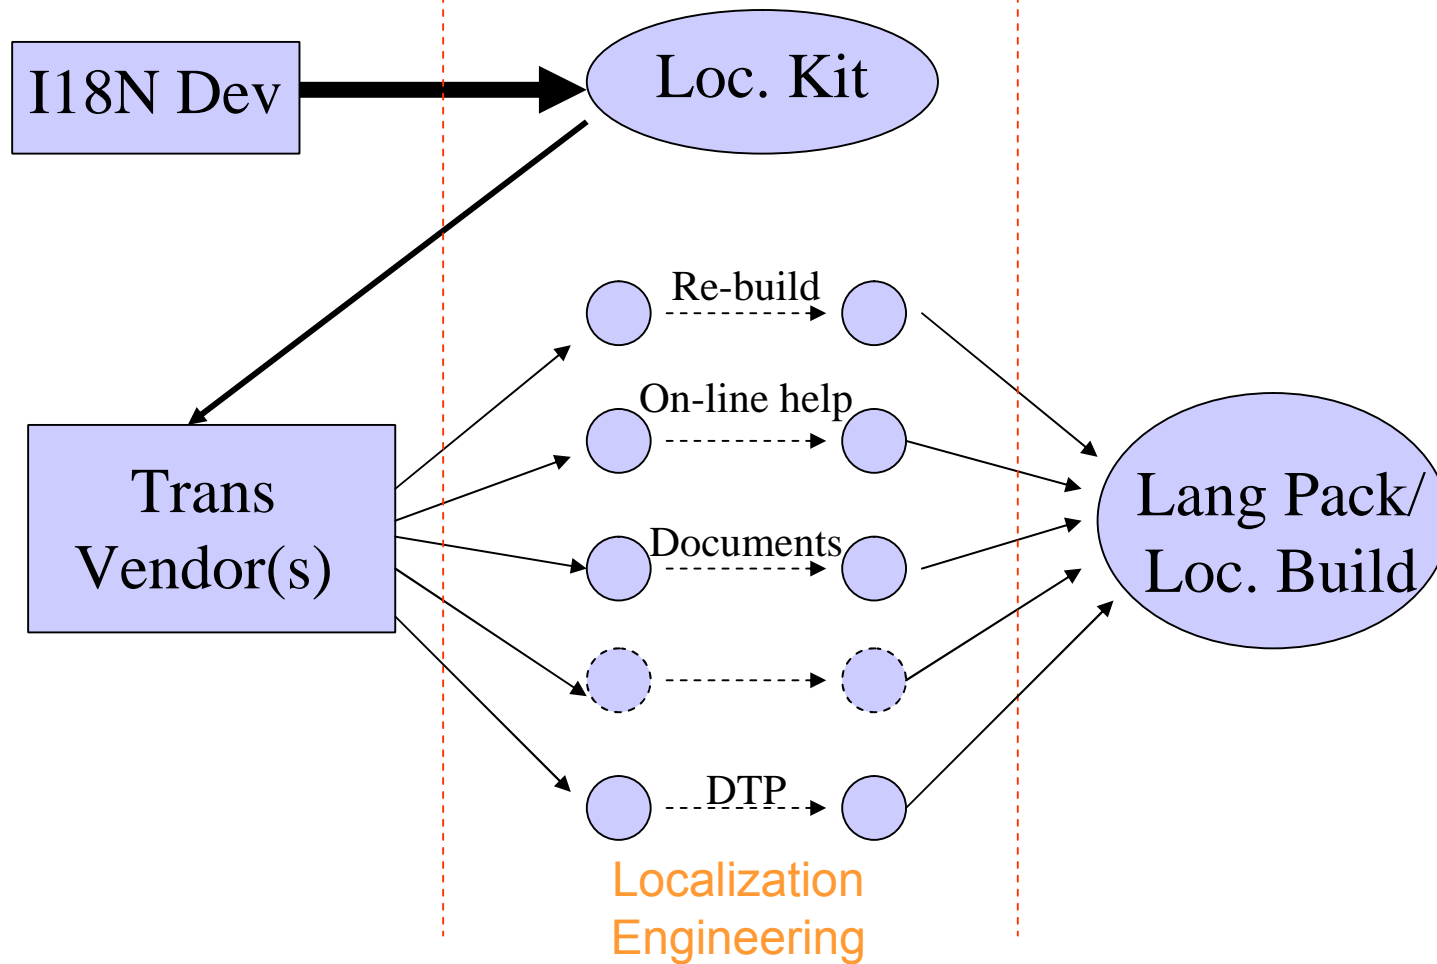 I18N Dev
Loc. Kit
Re-build
On-line help
Trans
Vendor(s)
Documents
Lang Pack/
Loc. Build
DTP
Localization
Engineering